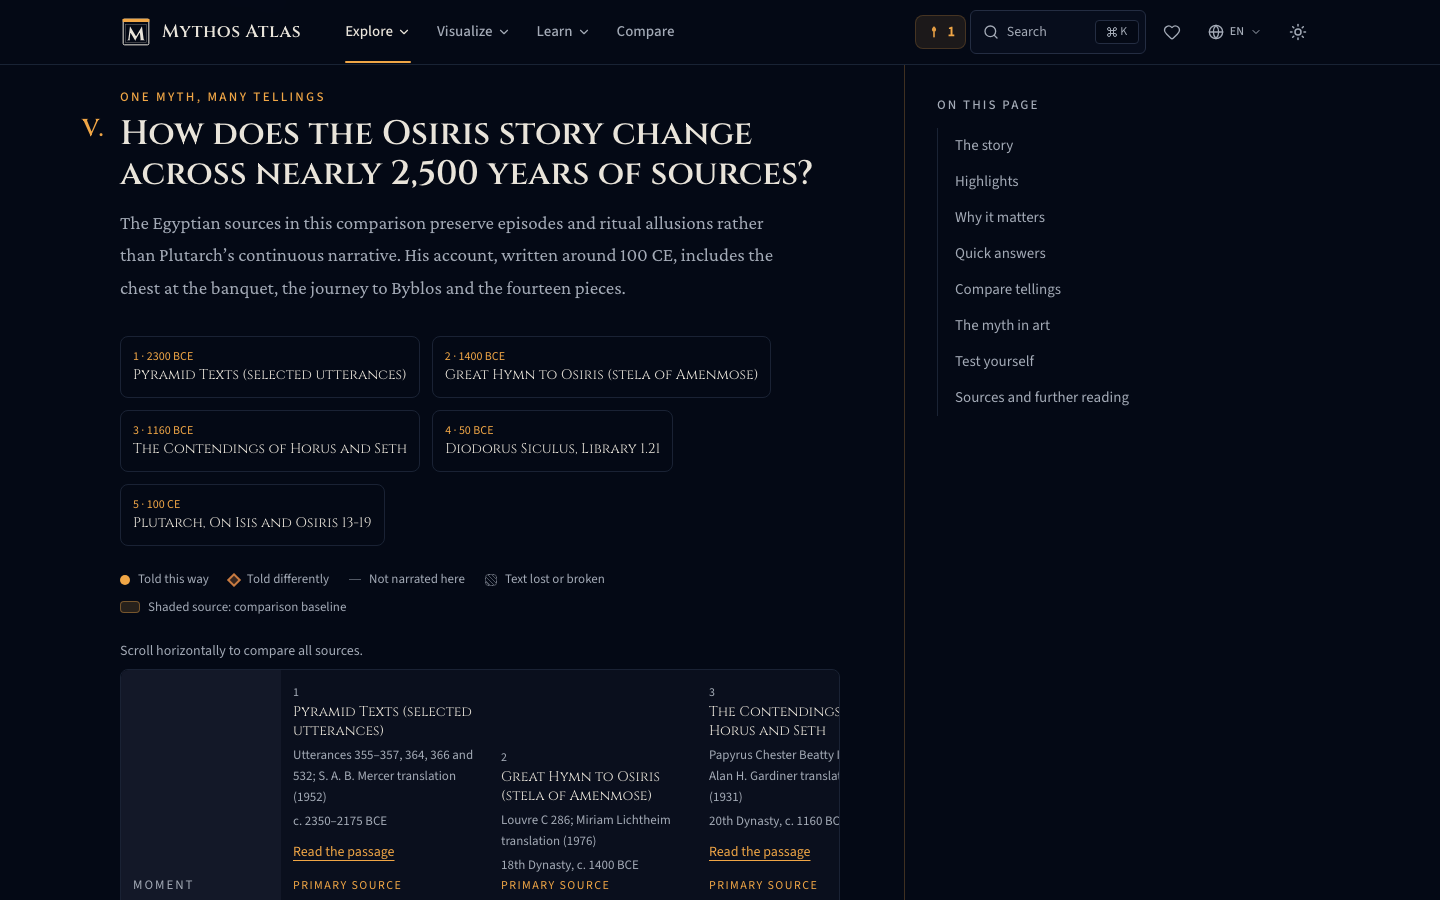 M MYTHOS ATLAS
Explore
Visualize
Learn
Compare
1
Search
⌘ K
EN
ONE MYTH, MANY TELLINGS
V.
HOW DOES THE OSIRIS STORY CHANGE
ACROSS NEARLY 2,500 YEARS OF SOURCES?
The Egyptian sources in this comparison preserve episodes and ritual allusions rather
than Plutarch’s continuous narrative. His account, written around 100 CE, includes the
chest at the banquet, the journey to Byblos and the fourteen pieces.
1 · 2300 BCE
PYRAMID TEXTS (SELECTED UTTERANCES)
2 · 1400 BCE
GREAT HYMN TO OSIRIS (STELA OF AMENMOSE)
3 · 1160 BCE
THE CONTENDINGS OF HORUS AND SETH
4 · 50 BCE
DIODORUS SICULUS, LIBRARY 1.21
5 · 100 CE
PLUTARCH, ON ISIS AND OSIRIS 13-19
Told this way
Told differently
Not narrated here
Text lost or broken
Shaded source: comparison baseline
Scroll horizontally to compare all sources.
MOMENT
1
PYRAMID TEXTS (SELECTED
UTTERANCES)
Utterances 355–357, 364, 366 and
532; S. A. B. Mercer translation
(1952)
c. 2350–2175 BCE
Read the passage
PRIMARY SOURCE
2
GREAT HYMN TO OSIRIS
(STELA OF AMENMOSE)
Louvre C 286; Miriam Lichtheim
translation (1976)
18th Dynasty, c. 1400 BCE
PRIMARY SOURCE
3
THE CONTENDINGS
HORUS AND SETH
Papyrus Chester Beatty
Alan H. Gardiner translat
(1931)
20th Dynasty, c. 1160 BC
Read the passage
PRIMARY SOURCE
ON THIS PAGE
The story
Highlights
Why it matters
Quick answers
Compare tellings
The myth in art
Test yourself
Sources and further reading